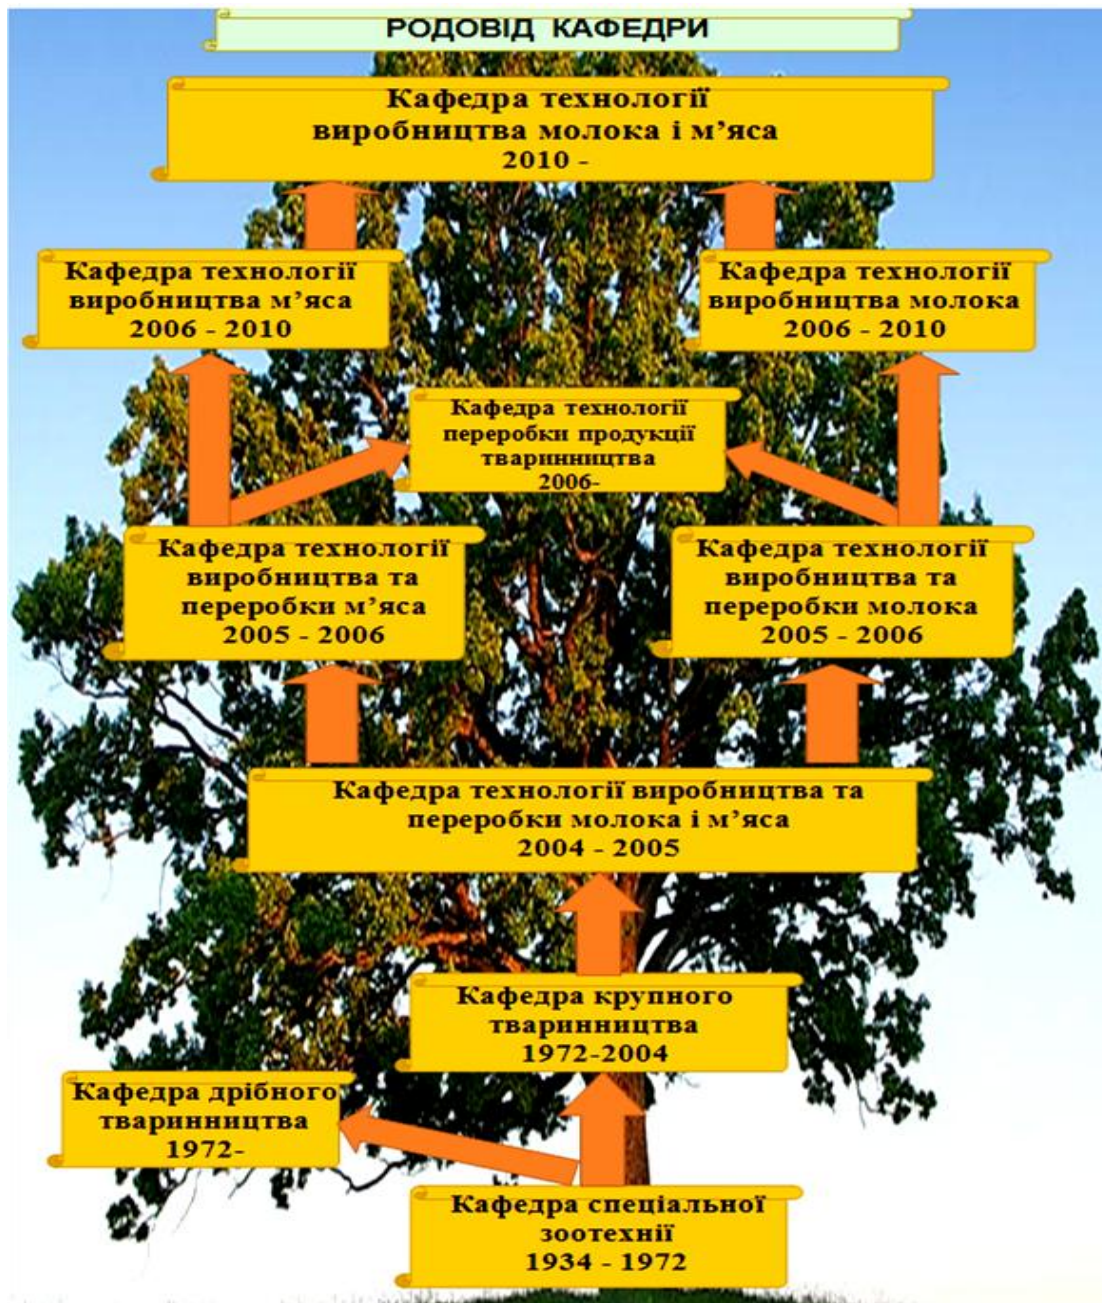 РОДОВІД КАФЕДРИ
Кафедра технології
виробництва молока і м’яса
2010 -
Кафедра технології
виробництва м’яса
2006 - 2010
Кафедра технології
виробництва молока
2006 - 2010
Кафедра технології
переробки продукції
тваринництва
2006-
Кафедра технології
виробництва та
переробки м’яса
2005 - 2006
Кафедра технології
виробництва та
переробки молока
2005 - 2006
Кафедра технології виробництва та
переробки молока і м’яса
2004 - 2005
Кафедра крупного
тваринництва
1972-2004
Кафедра дрібного
тваринництва
1972-
Кафедра спеціальної
зоотехнії
1934 - 1972